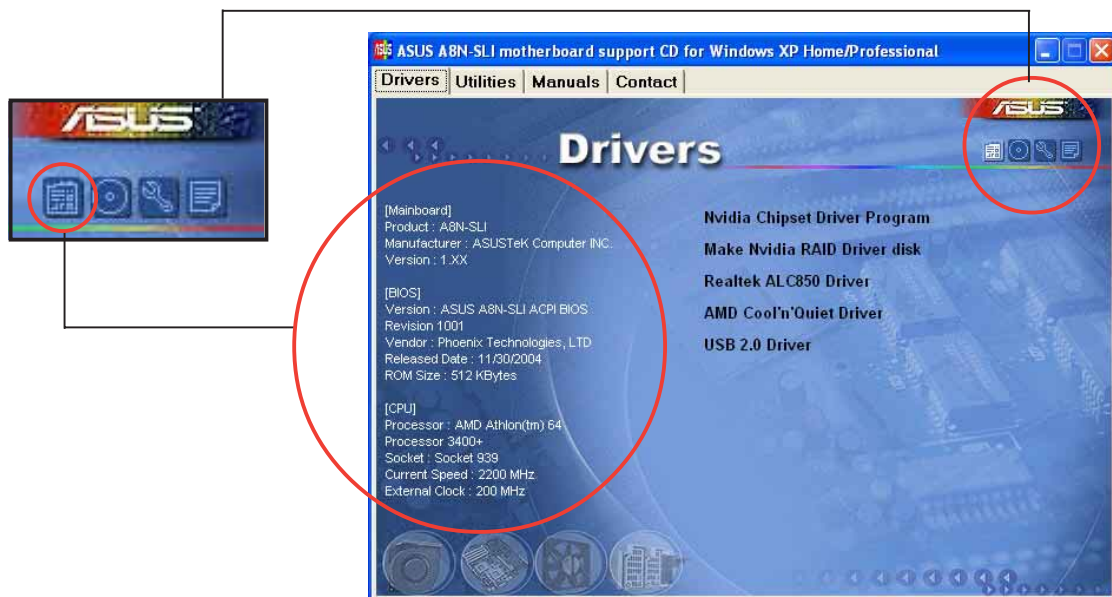 ASUS
ASUS A8N-SLI motherboard support CD for Windows XP Home/Professional
Drivers Utilities Manuals Contact
ASUS
Drivers
[Mainboard]
Product : A8N-SLI
Manufacturer : ASUSTeK Computer INC.
Version : 1.XX
[BIOS]
Version : ASUS A8N-SLI ACPI BIOS
Revision 1001
Vendor : Phoenix Technologies, LTD
Released Date : 11/30/2004
ROM Size : 512 KBytes
[CPU]
Processor : AMD Athlon(tm) 64
Processor 3400+
Socket : Socket 939
Current Speed : 2200 MHz
External Clock : 200 MHz
Nvidia Chipset Driver Program
Make Nvidia RAID Driver disk
Realtek ALC850 Driver
AMD Cool'n'Quiet Driver
USB 2.0 Driver